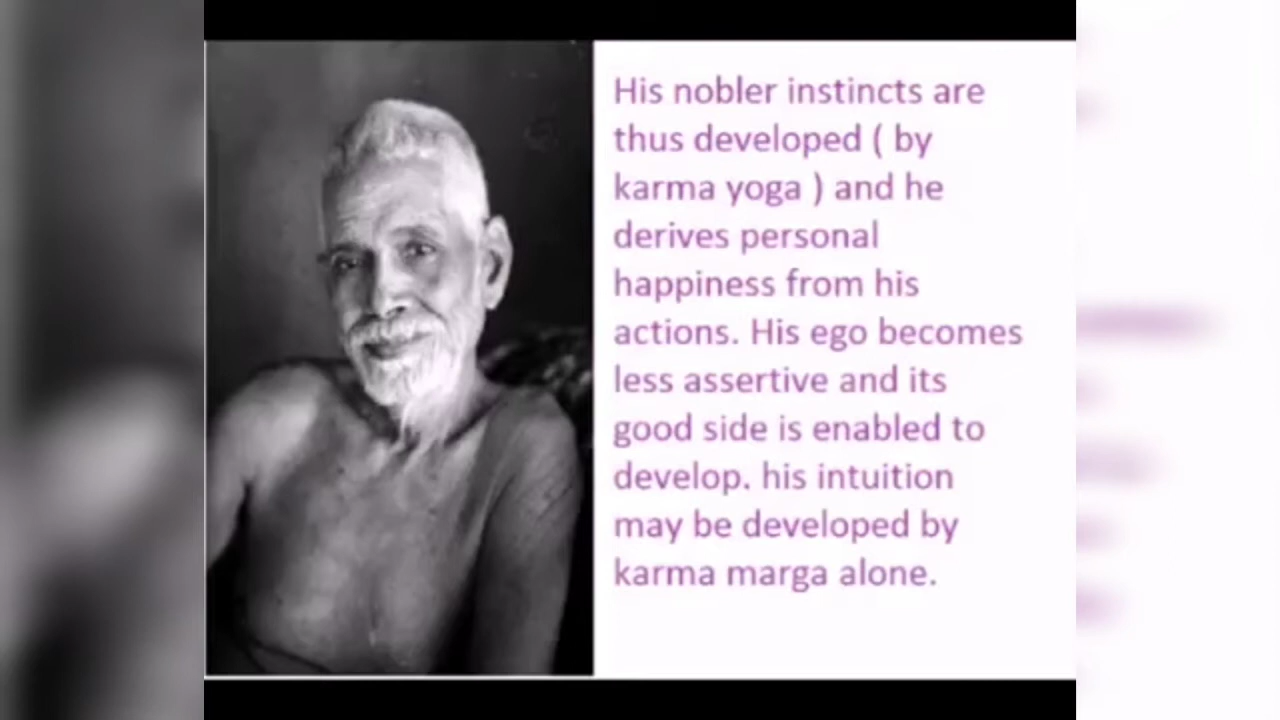 His nobler instincts are
thus developed ( by
karma yoga ) and he
derives personal
happiness from his
actions. His ego becomes
less assertive and its
good side is enabled to
develop. his intuition
may be developed by
karma marga alone.